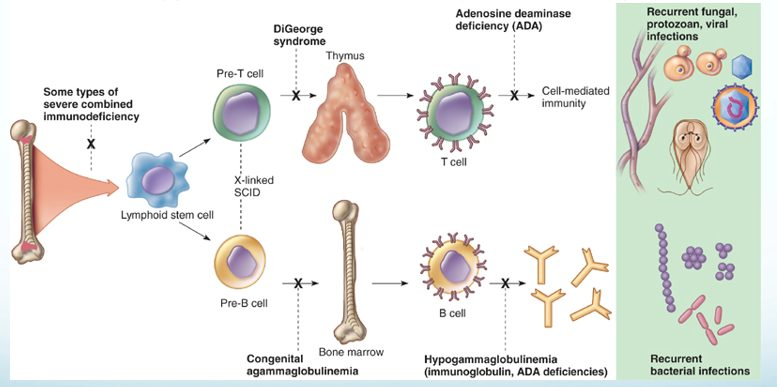 Adenosine deaminase
deficiency (ADA)
Recurrent fungal,
protozoan, viral
infections
DiGeorge
syndrome
Thymus
Pre-T cell
Some types of
severe combined
immunodeficiency
X
X
X
Cell-mediated
immunity
T cell
X-linked
SCID
Lymphoid stem cell
Pre-B cell
X
X
B cell
Bone marrow
Congenital
agammaglobulinemia
Hypogammaglobulinemia
(immunoglobulin, ADA deficiencies)
Recurrent
bacterial infections